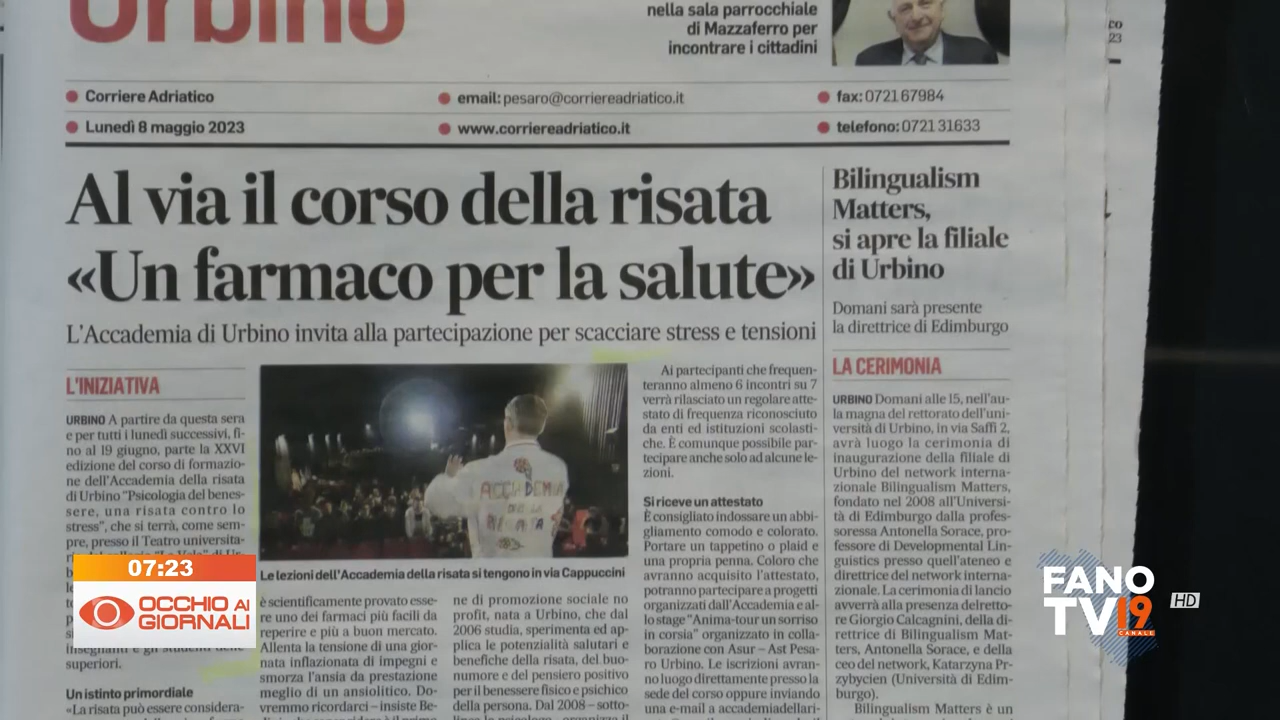 Urbino
nella sala parrocchiale
di Mazzaferro per
incontrare i cittadini
Corriere Adriatico
email: pesaro@corriereadriatico.it
fax: 0721 67984
Lunedì 8 maggio 2023
www.corriereadriatico.it
telefono: 0721 31633
Al via il corso della risata
«Un farmaco per la salute»
L'Accademia di Urbino invita alla partecipazione per scacciare stress e tensioni
L'INIZIATIVA
URBINO A partire da questa sera
e per tutti i lunedì successivi, fi-
no al 19 giugno, parte la XXVI
edizione del corso di formazio-
ne dell'Accademia della risata
di Urbino "Psicologia del benes-
sere, una risata contro lo
stress", che si terrà, come sem-
pre, presso il Teatro universita-
insegnanti e gli studenti delle
superiori.
Un istinto primordiale
«La risata può essere considera-
ACCADEMIA
DELLA
RISATA
Le lezioni dell'Accademia della risata si tengono in via Cappuccini
è scientificamente provato esse-
re uno dei farmaci più facili da
reperire e più a buon mercato.
Allenta la tensione di una gior-
nata inflazionata di impegni e
smorza l'ansia da prestazione
meglio di un ansiolitico. Do-
vremmo ricordarci – insiste Be-
ne di promozione sociale no
profit, nata a Urbino, che dal
2006 studia, sperimenta ed ap-
plica le potenzialità salutari e
benefiche della risata, del buo-
numore e del pensiero positivo
per il benessere fisico e psichico
della persona. Dal 2008 – sotto-
Ai partecipanti che frequen-
teranno almeno 6 incontri su 7
verrà rilasciato un regolare atte-
stato di frequenza riconosciuto
da enti ed istituzioni scolasti-
che. È comunque possibile par-
tecipare anche solo ad alcune le-
zioni.
Si riceve un attestato
È consigliato indossare un abbi-
gliamento comodo e colorato.
Portare un tappetino o plaid e
una propria penna. Coloro che
avranno acquisito l'attestato,
potranno partecipare a progetti
organizzati dall'Accademia e al-
lo stage "Anima-tour un sorriso
in corsia" organizzato in colla-
borazione con Asur – Ast Pesa-
ro Urbino. Le iscrizioni avran-
no luogo direttamente presso la
sede del corso oppure inviando
una e-mail a accademiadellari-
Bilingualism
Matters,
si apre la filiale
di Urbino
Domani sarà presente
la direttrice di Edimburgo
LA CERIMONIA
URBINO Domani alle 15, nell'au-
la magna del rettorato dell'uni-
versità di Urbino, in via Saffi 2,
avrà luogo la cerimonia di
inaugurazione della filiale di
Urbino del network interna-
zionale Bilingualism Matters,
fondato nel 2008 all'Universi-
tà di Edimburgo dalla profes-
soressa Antonella Sorace, pro-
fessore di Developmental Lin-
guistics presso quell'ateneo e
direttrice del network interna-
zionale. La cerimonia di lancio
avverrà alla presenza del retto-
re Giorgio Calcagnini, della di-
rettrice di Bilingualism Mat-
ters, Antonella Sorace, e della
ceo del network, Katarzyna Pr-
zybycien (Università di Edim-
burgo).
Bilingualism Matters è un
07:23
OCCHIO AI
GIORNALI
FANO
TV 19
CANALE
HD